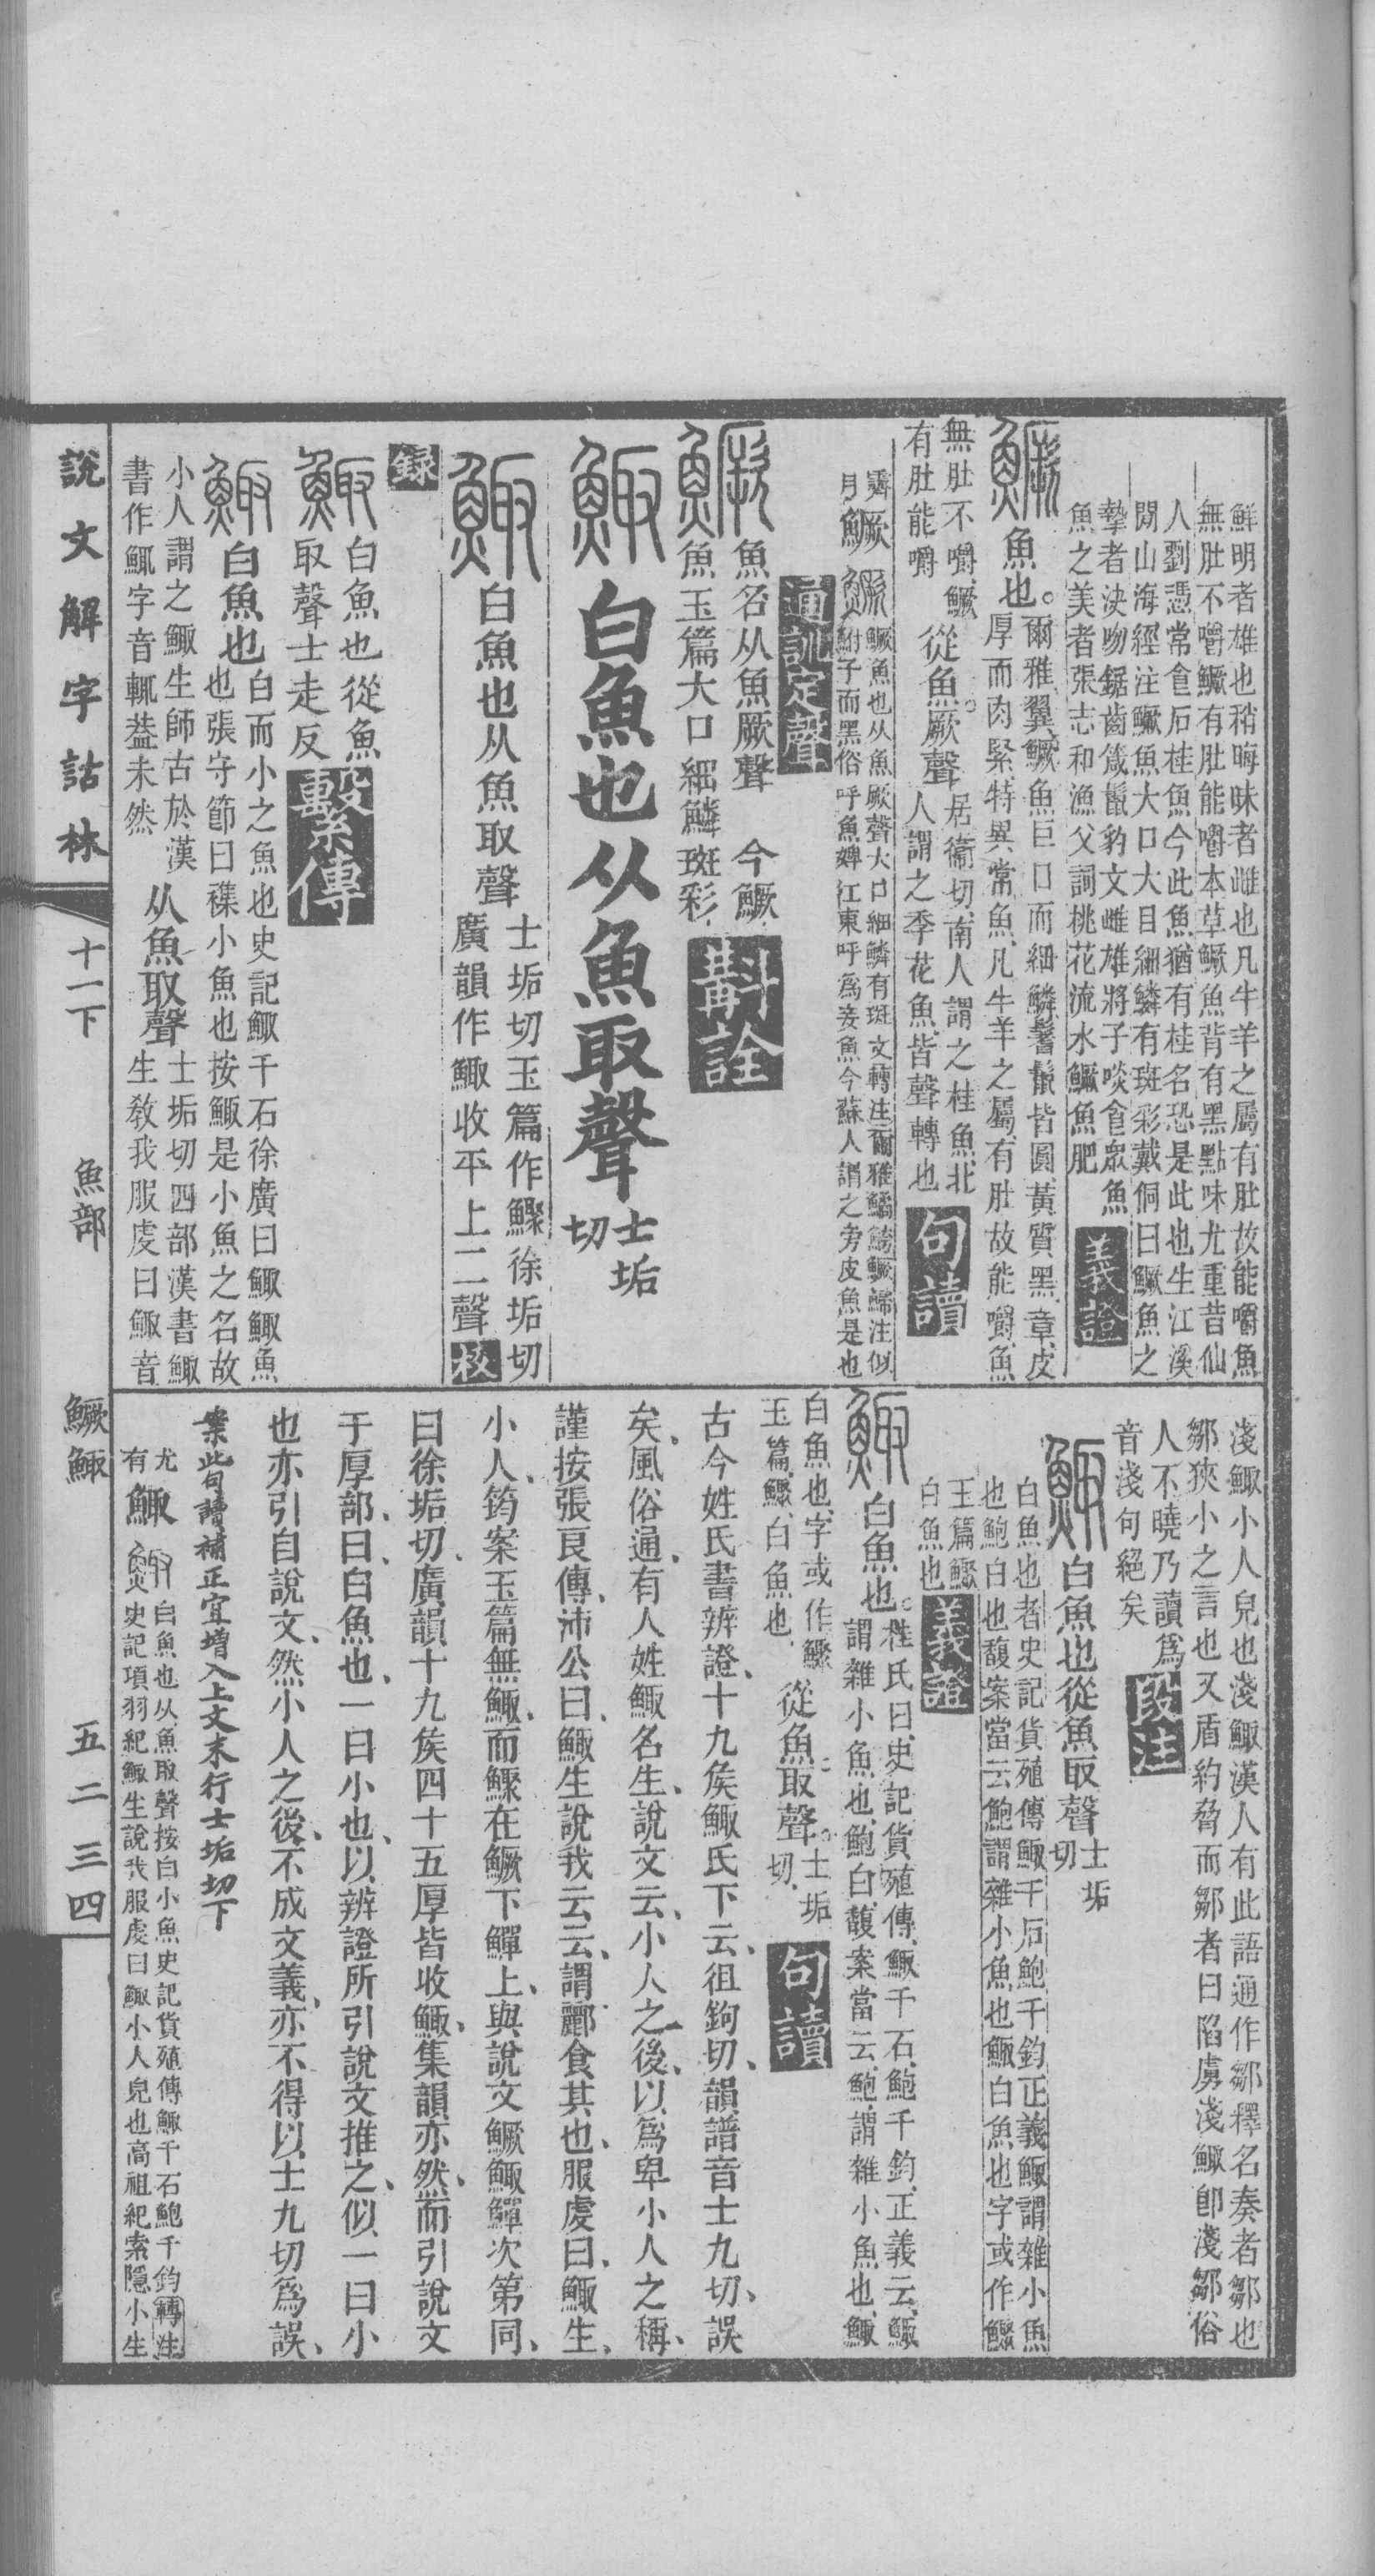 鮮明者雄也稍晦昧者雌也凡牛羊之屬有肚故能嚼魚
無肚不嚼鱖有肚能嚼本草鱖魚背有黑點味尤重昔仙
人劉憑常食石桂魚今此魚猶有桂名恐是此也生江溪
閒山海經注鱖魚大口大目細鱗有斑彩戴侗曰鱖魚之
鷙者決吻鋸齒箴鬣豹文雌雄將子啖食眾魚
魚之美者張志和漁父詞桃花流水鱖魚肥
義證
鱖
魚也。
爾雅翼鱖魚巨口而細鱗鬐鬣皆圓黃質黑章皮
厚而肉緊特異常魚凡牛羊之屬有肚故能嚼魚
無肚不嚼鱖
有肚能嚼
從魚。厥聲
居衞切南人謂之桂魚北
人謂之季花魚皆聲轉也
句讀
月
鱖
鱖魚也从魚厥聲大口細鱗有斑文轉注爾雅鱊鮬鱖鯞注似
鮒子而黑俗呼魚婢江東呼爲妾魚今蘇人謂之旁皮魚是也
通訓定聲
鱖
魚名从魚厥聲
魚玉篇大口細鱗斑彩
今鱖
斠詮
鯫
白魚也从魚取聲
士垢
切
鯫
白魚也从魚取聲
士垢切玉篇作鯫徐垢切
廣韻作鯫收平上二聲
校
録
鯫
白魚也從魚
取聲士走反
繫傳
鯫
白魚也
白而小之魚也史記鯫千石徐廣曰鯫鯫魚
也張守節曰雜小魚也按鯫是小魚之名故
小人謂之鯫生師古於漢
書作鯫字音輒葢未然
从魚取聲
士垢切四部漢書鯫
生教我服虔曰鯫音
淺鯫小人皃也淺鯫漢人有此語通作鄒釋名奏者鄒也
鄒狹小之言也又盾約脅而鄒者曰陷虜淺鯫卽淺鄒俗
人不曉乃讀爲
音淺句絕矣
段注
鯫
白魚也從魚取聲
士垢
切
白魚也者史記貨殖傳鯫千石鮑千鈞正義鯫謂雜小魚
也鮑白也馥案當云鮑謂雜小魚也鯫白魚也字或作鯫
玉篇鯫
白魚也
義證
鯫
白魚也。
桂氏曰史記貨殖傳鯫千石鮑千鈞正義云鯫
謂雜小魚也鮑白馥案當云鮑謂雜小魚也鯫
白魚也字或作鯫
玉篇鯫白魚也
從魚取聲。
士垢
切
句讀
古今姓氏書辨證十九矦鯫氏下云徂鉤切韻譜音士九切誤
矣風俗通有人姓鯫名生說文云小人之後以爲卑小人之稱
謹按張良傳沛公曰鯫生說我云云謂酈食其也服虔曰鯫生
小人筠案玉篇無鯫而鯫在鱖下鱓上與說文鱖鯫鱓次第同
曰徐垢切廣韻十九矦四十五厚皆收鯫集韻亦然而引說文
于厚部曰白魚也一曰小也以辨證所引說文推之似一曰小
也亦引自說文然小人之後不成文義亦不得以士九切爲誤
案此句讀補正宜增入上文末行士垢切下
尤
有
鯫
白魚也从魚取聲按白小魚史記貨殖傳鯫千石鮑千鈞轉注
史記項羽紀鯫生說我服虔曰鯫小人皃也高祖紀索隱小生
說文解字詁林
十一下
魚部
鱖鯫
五二三四